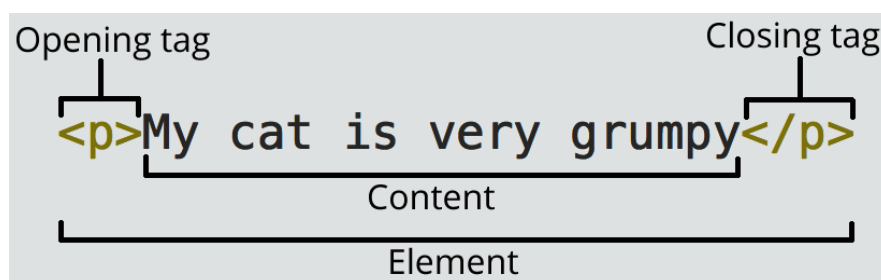 Opening tag
Closing tag
<p>My cat is very grumpy</p>
Content
Element